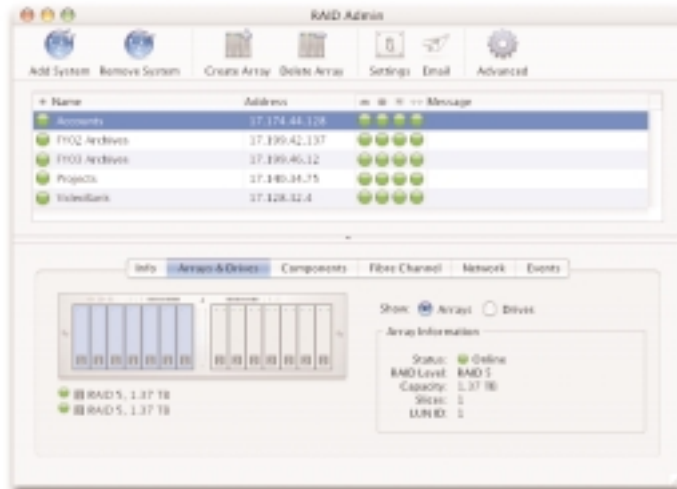 RAID Admin
Add System Remove System Create Array Delete Array Settings Email Advanced
Name Address Message
Accounts 17.174.44.128
FY02 Archives 17.199.42.137
FY03 Archives 17.199.46.12
Projects 17.140.34.75
VideoBank 17.128.32.4
Info Arrays & Drives Components Fibre Channel Network Events
Show: Arrays Drives
Array Information
Status: Online
RAID Level: RAID 5
Capacity: 1.37 TB
Slices: 1
LUN ID: 1
RAID 5, 1.37 TB
RAID 5, 1.37 TB